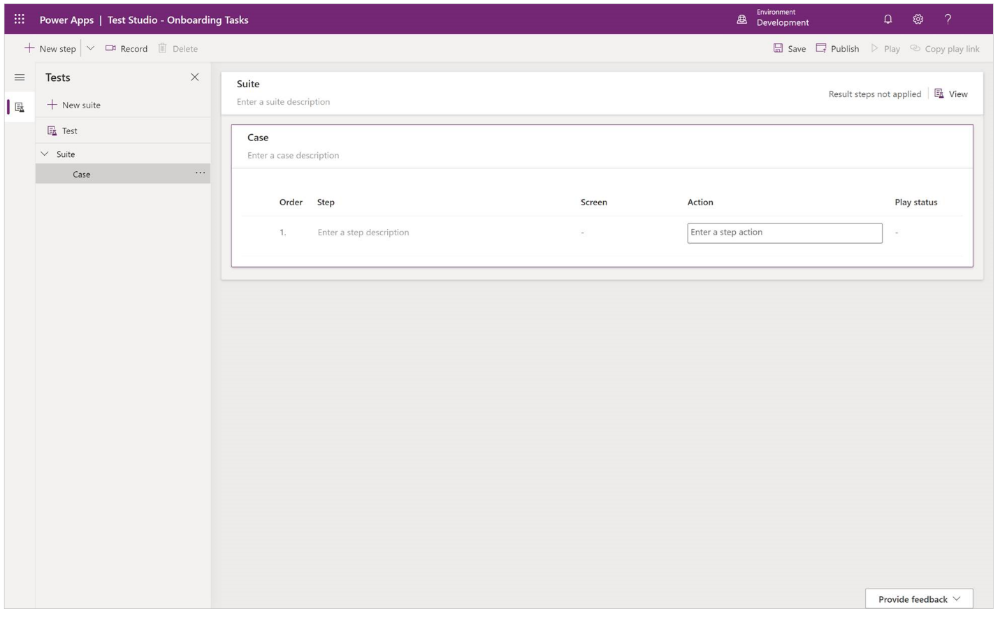 Power Apps | Test Studio - Onboarding Tasks
Environment
Development
New step
Record
Delete
Save
Publish
Play
Copy play link
Tests
New suite
Test
Suite
Case
Suite
Enter a suite description
Result steps not applied
View
Case
Enter a case description
Order Step Screen Action Play status
1. Enter a step description - Enter a step action -
Provide feedback